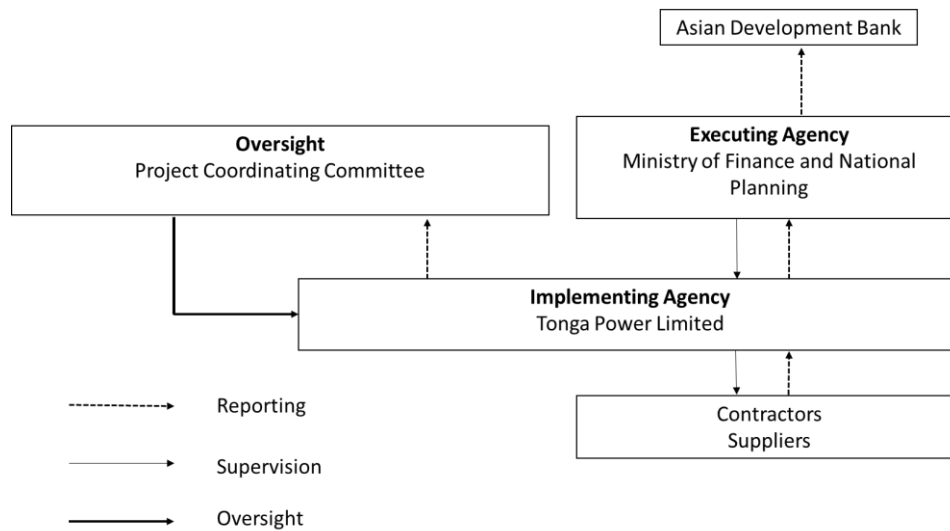 Asian Development Bank
Oversight
Project Coordinating Committee
Executing Agency
Ministry of Finance and National
Planning
Implementing Agency
Tonga Power Limited
Contractors
Suppliers
Reporting
Supervision
Oversight